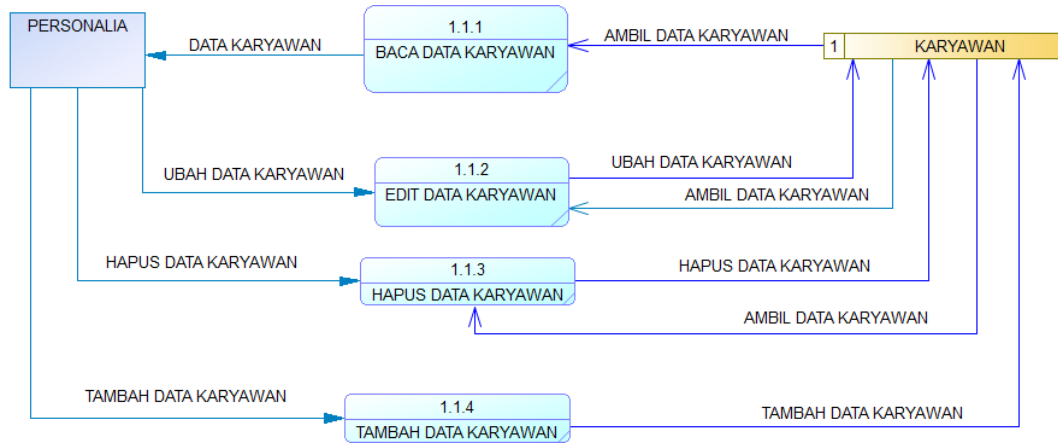 PERSONALIA
DATA KARYAWAN
1.1.1
BACA DATA KARYAWAN
AMBIL DATA KARYAWAN
1 KARYAWAN
UBAH DATA KARYAWAN
1.1.2
EDIT DATA KARYAWAN
UBAH DATA KARYAWAN
AMBIL DATA KARYAWAN
HAPUS DATA KARYAWAN
1.1.3
HAPUS DATA KARYAWAN
HAPUS DATA KARYAWAN
AMBIL DATA KARYAWAN
TAMBAH DATA KARYAWAN
1.1.4
TAMBAH DATA KARYAWAN
TAMBAH DATA KARYAWAN